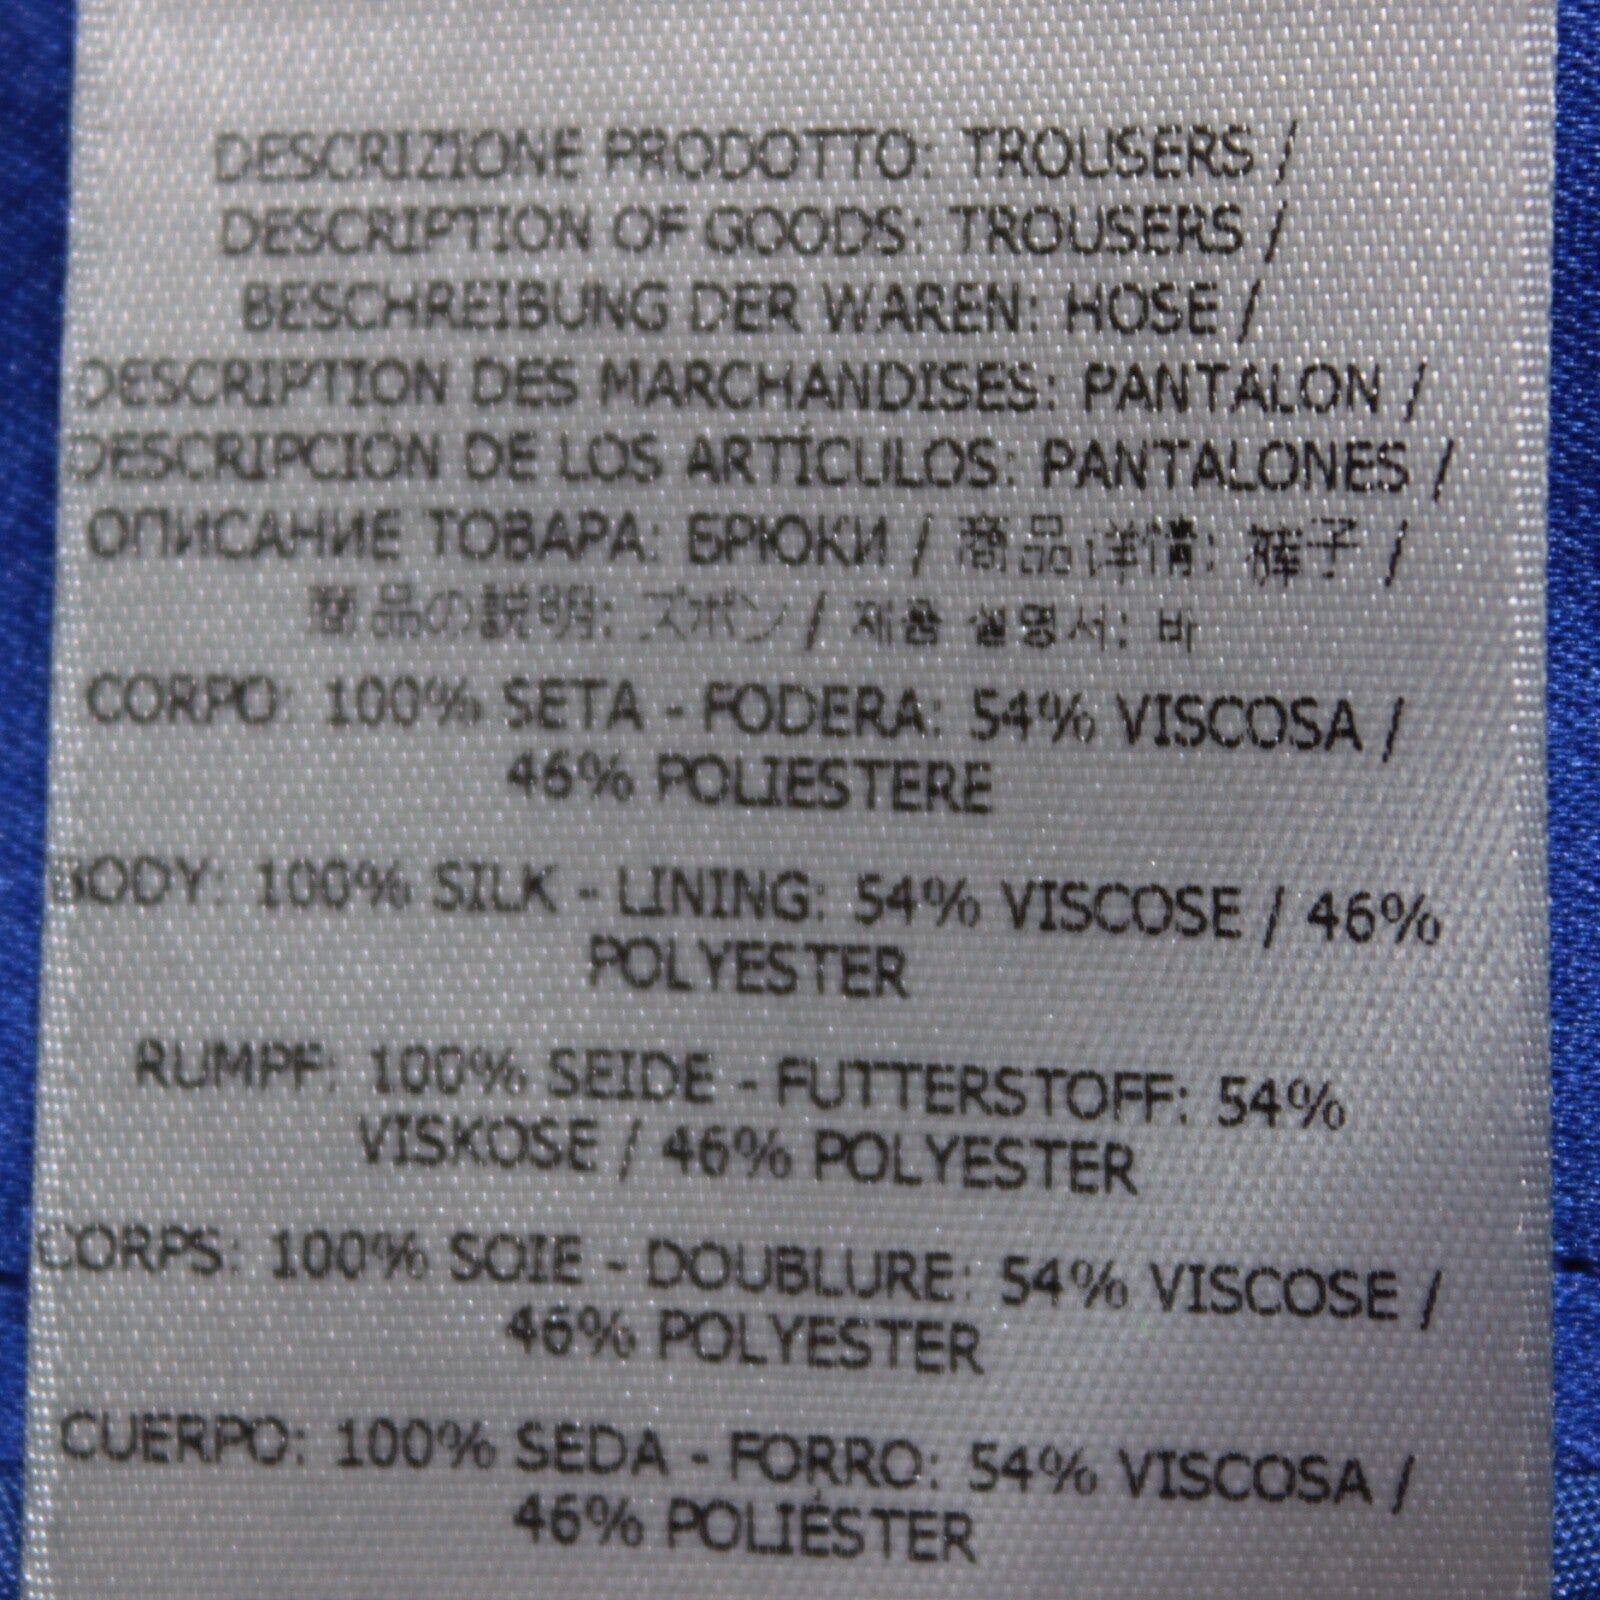 DESCRIZIONE PRODOTTO: TROUSERS /
DESCRIPTION OF GOODS: TROUSERS /
BESCHREIBUNG DER WAREN: HOSE /
DESCRIPTION DES MARCHANDISES: PANTALON /
DESCRIPCIÓN DE LOS ARTÍCULOS: PANTALONES /
ОПИСАНИЕ ТОВАРА: БРЮКИ / 商品详情: 裤子 /
商品の説明: ズボン / 제품 설명서: 바
CORPO: 100% SETA - FODERA: 54% VISCOSA /
46% POLIESTERE
BODY: 100% SILK - LINING: 54% VISCOSE / 46%
POLYESTER
RUMPF: 100% SEIDE - FUTTERSTOFF: 54%
VISKOSE / 46% POLYESTER
CORPS: 100% SOIE - DOUBLURE: 54% VISCOSE /
46% POLYESTER
CUERPO: 100% SEDA - FORRO: 54% VISCOSA /
46% POLIÉSTER